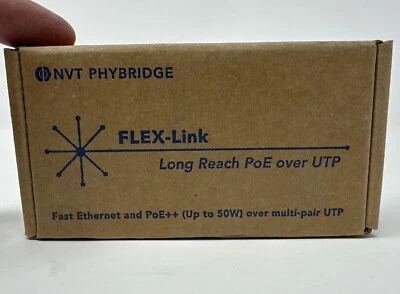 NVT PHYBRIDGE
FLEX-Link
Long Reach PoE over UTP
Fast Ethernet and PoE++ (Up to 50W) over multi-pair UTP